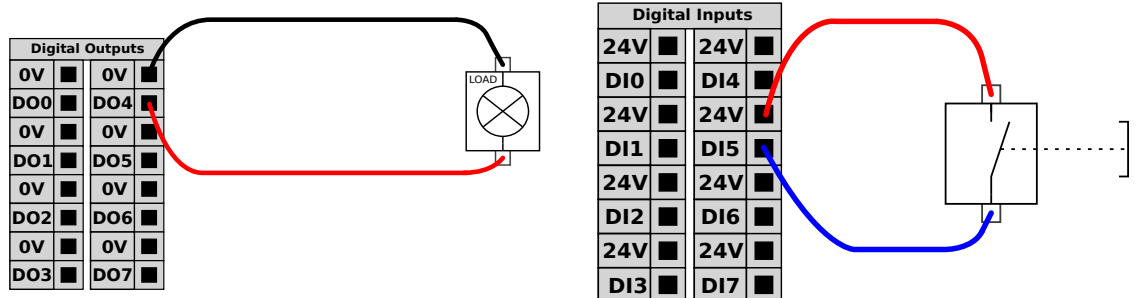 Digital Outputs
0V 0V
DO0 DO4
0V 0V
DO1 DO5
0V 0V
DO2 DO6
0V 0V
DO3 DO7
LOAD
Digital Inputs
24V 24V
DI0 DI4
24V 24V
DI1 DI5
24V 24V
DI2 DI6
24V 24V
DI3 DI7